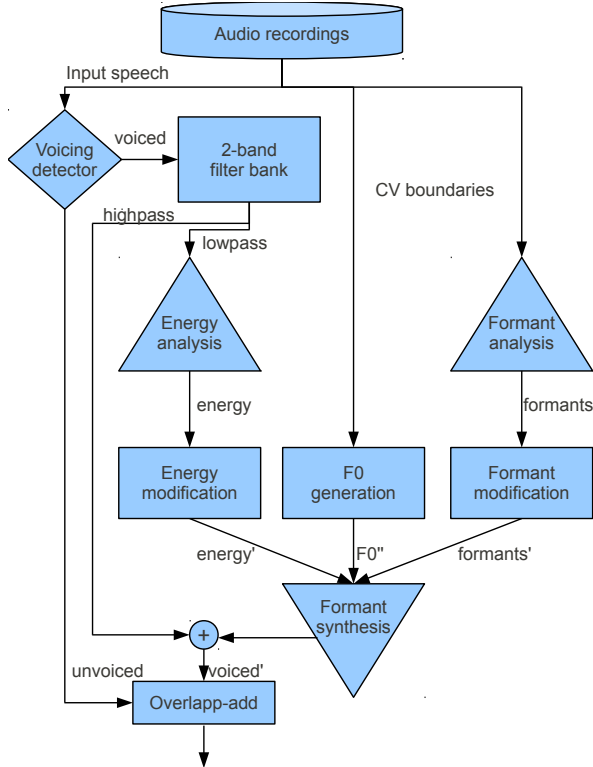 Audio recordings
Input speech
voiced
Voicing
detector
2-band
filter bank
CV boundaries
highpass
lowpass
Energy
analysis
Formant
analysis
energy
formants
Energy
modification
F0
generation
Formant
modification
energy'
F0"
formants'
Formant
synthesis
+
unvoiced
voiced'
Overlapp-add